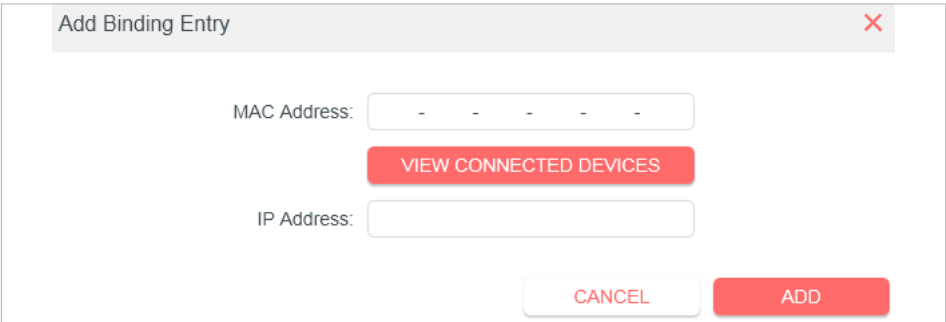 Add Binding Entry ×
MAC Address: - - - - -
VIEW CONNECTED DEVICES
IP Address:
CANCEL ADD